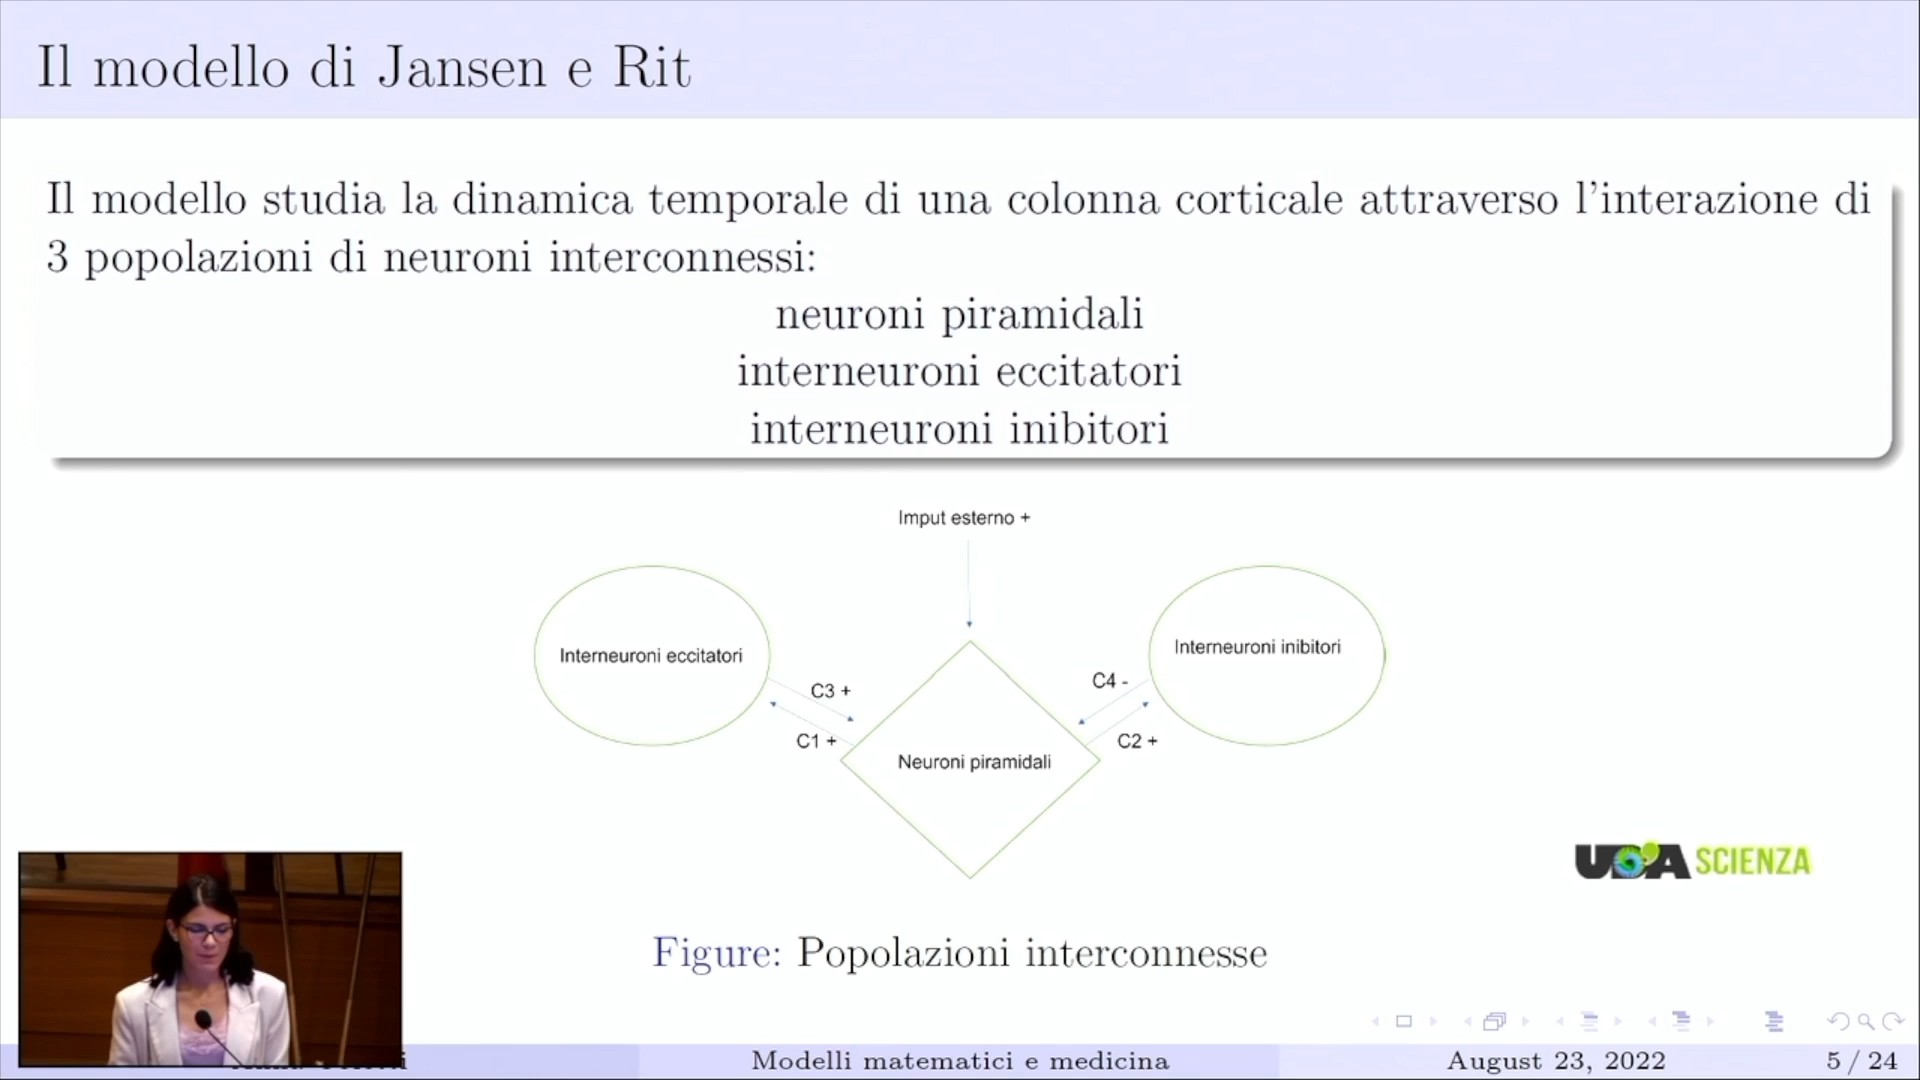 Il modello di Jansen e Rit
Il modello studia la dinamica temporale di una colonna corticale attraverso l'interazione di
3 popolazioni di neuroni interconnessi:
neuroni piramidali
interneuroni eccitatori
interneuroni inibitori
Imput esterno +
Interneuroni eccitatori
Interneuroni inibitori
C3 +
C4 -
C1 +
C2 +
Neuroni piramidali
UDA SCIENZA
Figure: Popolazioni interconnesse
Modelli matematici e medicina
August 23, 2022
5 / 24